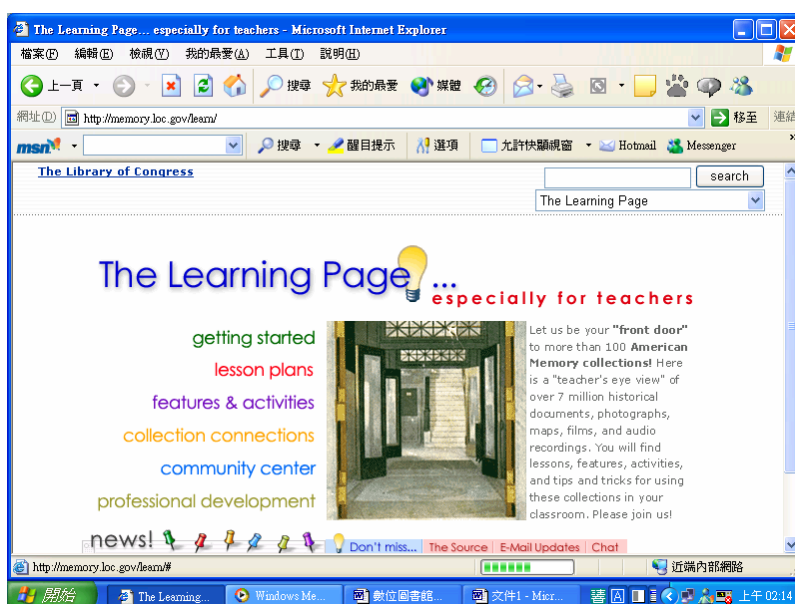 The Learning Page... especially for teachers - Microsoft Internet Explorer
檔案(F) 編輯(E) 檢視(V) 我的最愛(A) 工具(T) 說明(H)
上一頁 搜尋 我的最愛 媒體
網址(D) http://memory.loc.gov/learn/ 移至 連結
msn 搜尋 醒目提示 選項 允許快顯視窗 Hotmail Messenger »
The Library of Congress
search
The Learning Page
The Learning Page...
especially for teachers
getting started
lesson plans
features & activities
collection connections
community center
professional development
Let us be your "front door"
to more than 100 American
Memory collections! Here
is a "teacher's eye view" of
over 7 million historical
documents, photographs,
maps, films, and audio
recordings. You will find
lessons, features, activities,
and tips and tricks for using
these collections in your
classroom. Please join us!
news! Don't miss... The Source E-Mail Updates Chat
http://memory.loc.gov/learn/# 近端內部網路
開始 The Learning... Windows Me... 數位圖書館... 文件1 - Micr... 上午 02:14